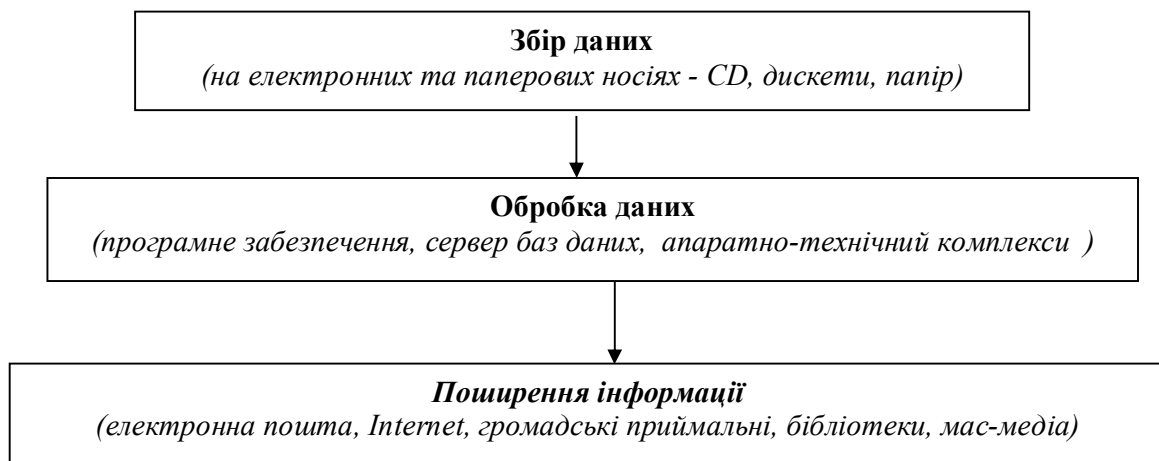 Збір даних
(на електронних та паперових носіях - CD, дискети, папір)
Обробка даних
(програмне забезпечення, сервер баз даних, апаратно-технічний комплекси )
Поширення інформації
(електронна пошта, Internet, громадські приймальні, бібліотеки, мас-медіа)